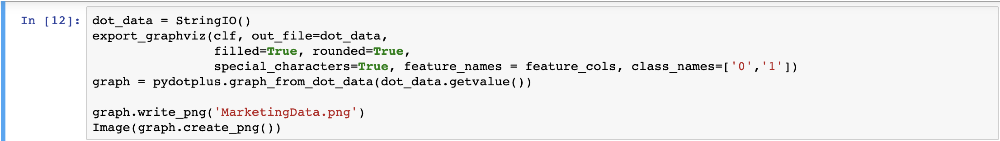 In [12]: dot_data = StringIO()
export_graphviz(clf, out_file=dot_data,
                filled=True, rounded=True,
                special_characters=True, feature_names = feature_cols, class_names=['0','1'])
graph = pydotplus.graph_from_dot_data(dot_data.getvalue())

graph.write_png('MarketingData.png')
Image(graph.create_png())